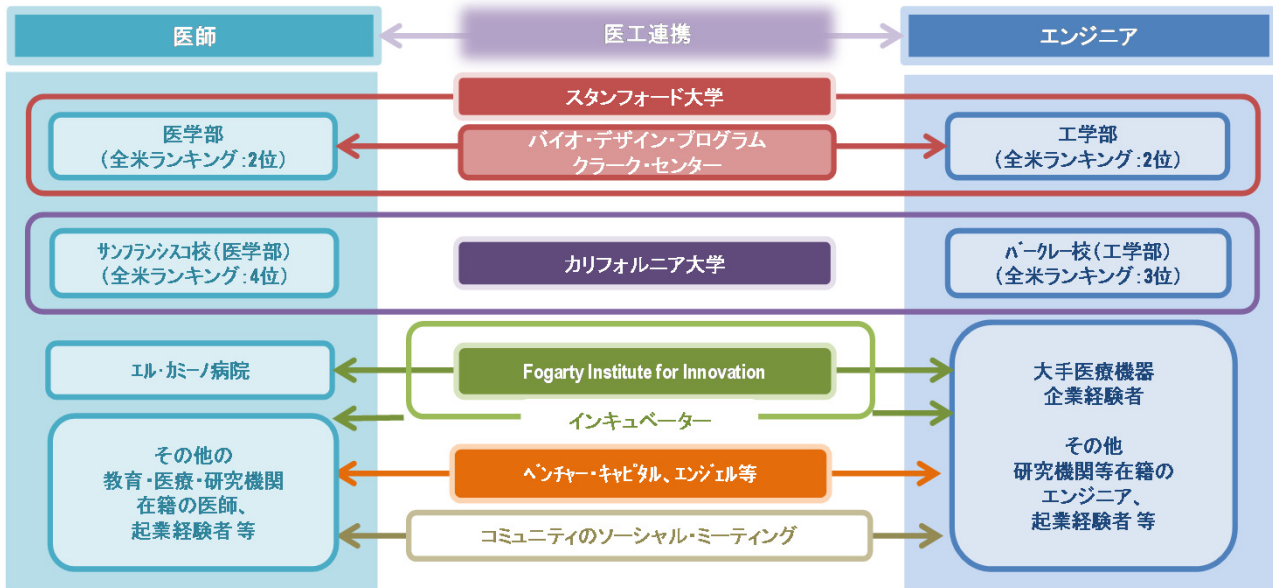 医師
医工連携
エンジニア
スタンフォード大学
医学部
(全米ランキング:2位)
バイオ・デザイン・プログラム
クラーク・センター
工学部
(全米ランキング:2位)
サンフランシスコ校(医学部)
(全米ランキング:4位)
カリフォルニア大学
バークレー校(工学部)
(全米ランキング:3位)
エル・カミーノ病院
Fogarty Institute for Innovation
インキュベーター
大手医療機器
企業経験者
その他
研究機関等在籍の
エンジニア、
起業経験者 等
その他の
教育・医療・研究機関
在籍の医師、
起業経験者 等
ベンチャー・キャピタル、エンジェル等
コミュニティのソーシャル・ミーティング